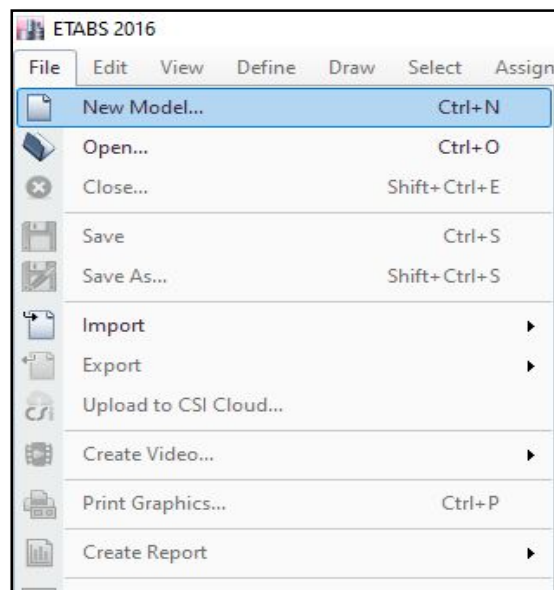 ETABS 2016
File Edit View Define Draw Select Assign
New Model... Ctrl+N
Open... Ctrl+O
Close... Shift+Ctrl+E
Save Ctrl+S
Save As... Shift+Ctrl+S
Import
Export
CSi Upload to CSI Cloud...
Create Video...
Print Graphics... Ctrl+P
Create Report